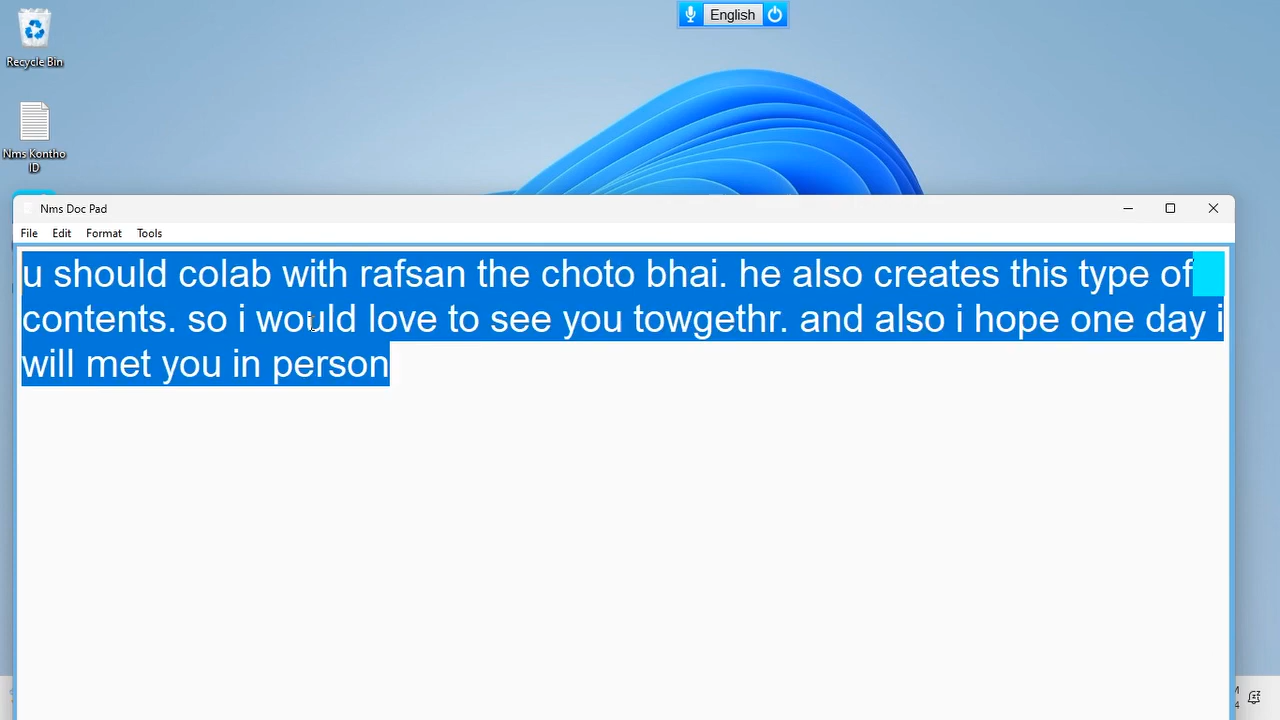 English
Recycle Bin
Nms Kontho
ID
Nms Doc Pad
File Edit Format Tools
u should colab with rafsan the choto bhai. he also creates this type of
contents. so i would love to see you towgethr. and also i hope one day i
will met you in person